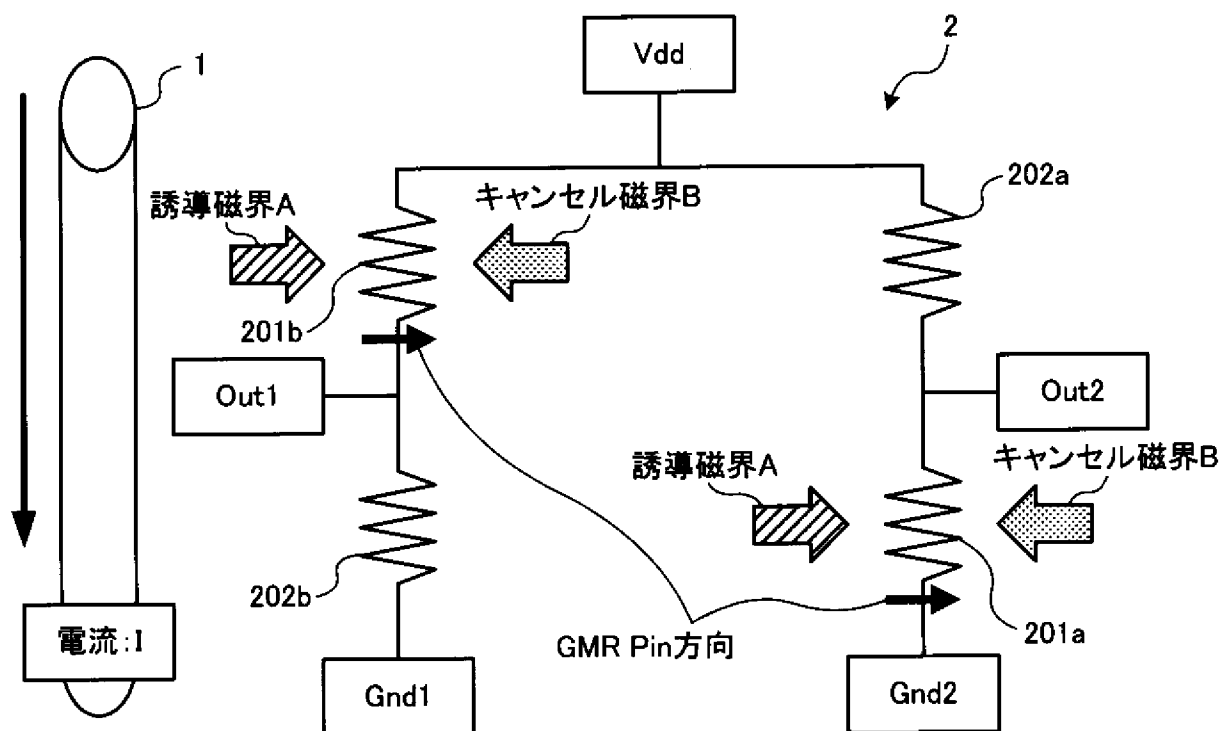 1
Vdd
2
誘導磁界A
キャンセル磁界B
202a
201b
Out1
Out2
誘導磁界A
キャンセル磁界B
202b
201a
電流:I
GMR Pin方向
Gnd1
Gnd2